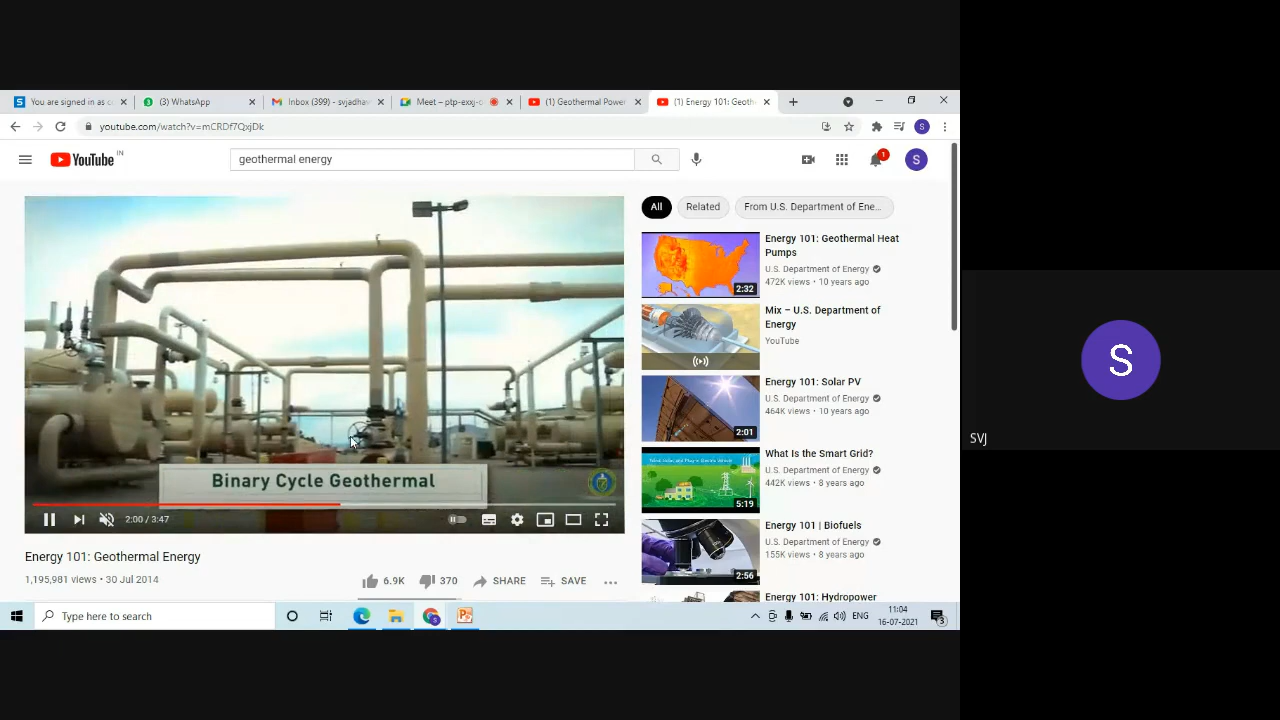 You are signed in as c
(3) WhatsApp
Inbox (399) - svjadhav
Meet – ptp-exxj-
(1) Geothermal Power
(1) Energy 101: Geoth
youtube.com/watch?v=mCRDf7QxjDk
S
YouTube IN
geothermal energy
1
S
All
Related
From U.S. Department of Ene...
Energy 101: Geothermal Heat
Pumps
U.S. Department of Energy
472K views • 10 years ago
2:32
Mix – U.S. Department of
Energy
YouTube
Energy 101: Solar PV
U.S. Department of Energy
464K views • 10 years ago
2:01
What Is the Smart Grid?
U.S. Department of Energy
442K views • 8 years ago
5:19
Energy 101 | Biofuels
U.S. Department of Energy
155K views • 8 years ago
2:56
Energy 101: Hydropower
Binary Cycle Geothermal
2:00 / 3:47
Energy 101: Geothermal Energy
1,195,981 views • 30 Jul 2014
6.9K
370
SHARE
SAVE
Type here to search
ENG
11:04
16-07-2021
3
S
SVJ